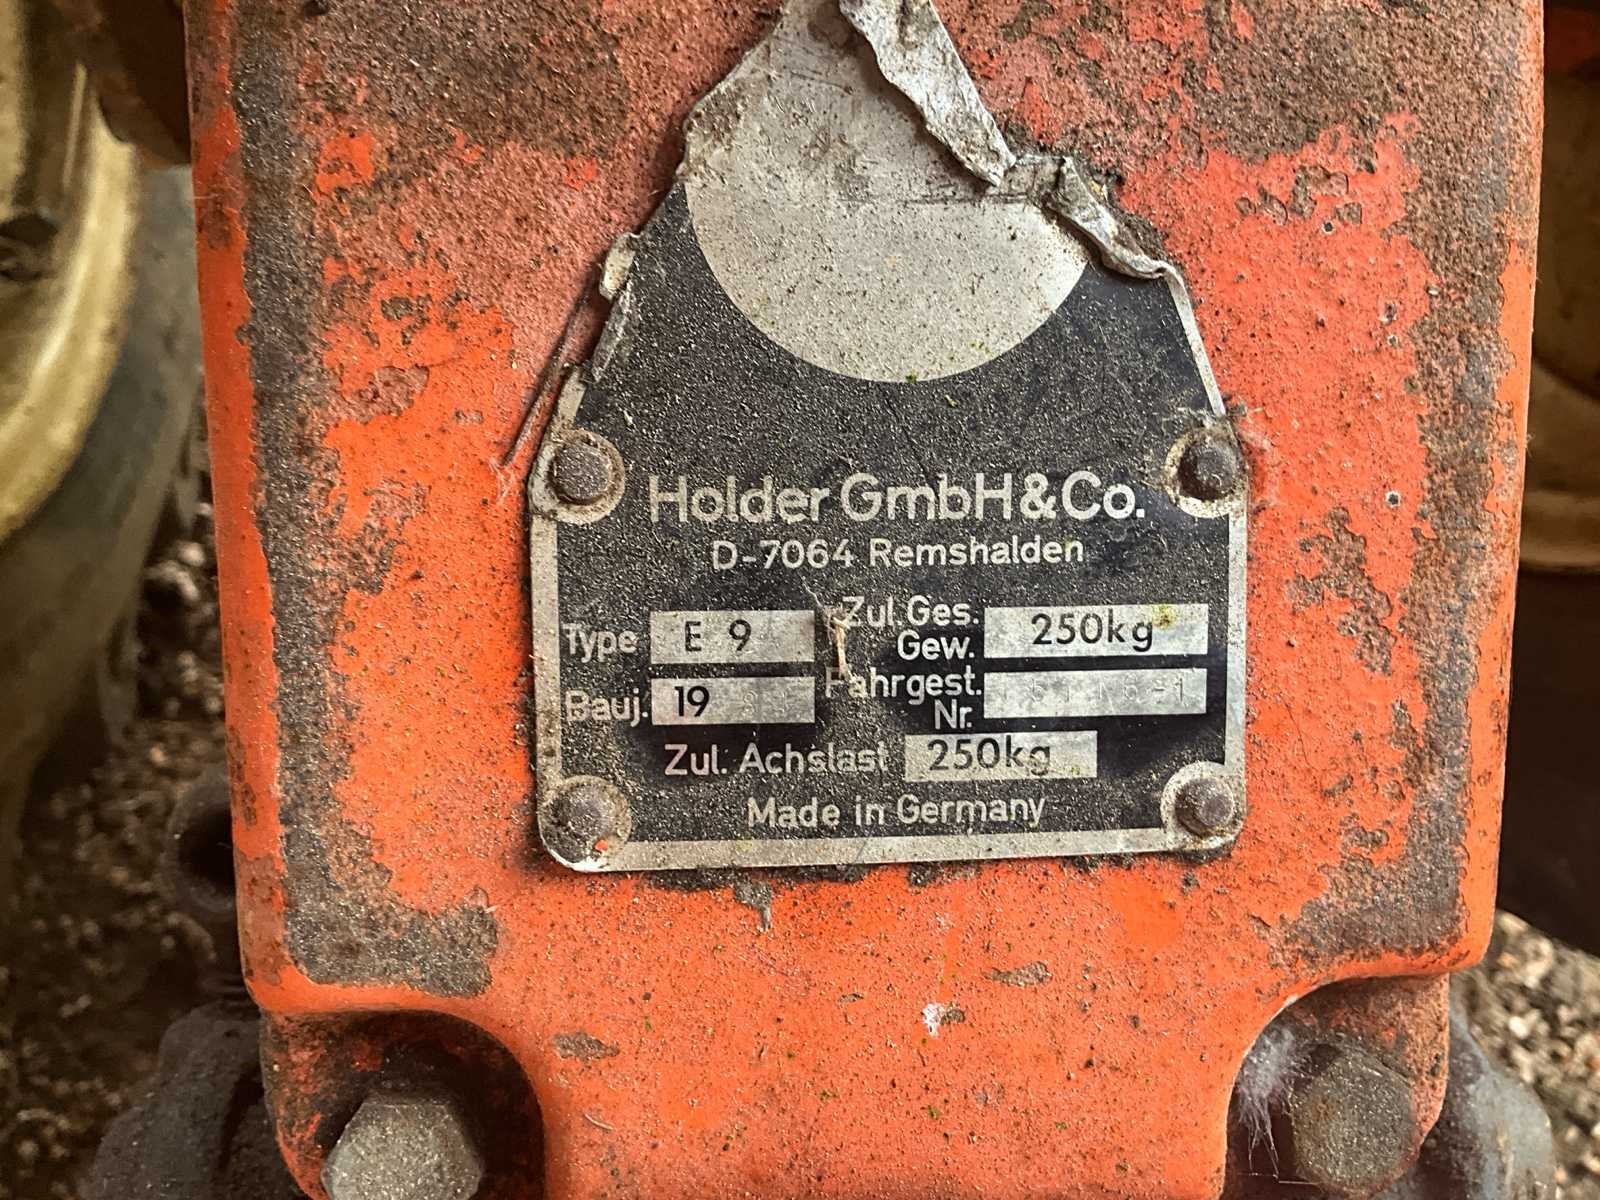 Holder GmbH & Co.
D-7064 Remshalden
Type E 9
Zul Ges. Gew. 250kg
Bauj. 19
Fahrgest. Nr.
Zul. Achslast 250kg
Made in Germany